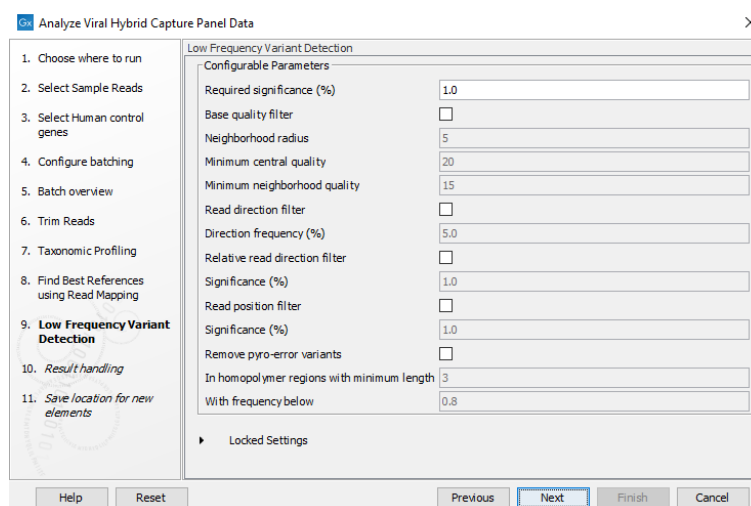 Gx Analyze Viral Hybrid Capture Panel Data
1. Choose where to run
2. Select Sample Reads
3. Select Human control
genes
4. Configure batching
5. Batch overview
6. Trim Reads
7. Taxonomic Profiling
8. Find Best References
using Read Mapping
9. Low Frequency Variant
Detection
10. Result handling
11. Save location for new
elements
Low Frequency Variant Detection
Configurable Parameters
Required significance (%) 1.0
Base quality filter
Neighborhood radius 5
Minimum central quality 20
Minimum neighborhood quality 15
Read direction filter
Direction frequency (%) 5.0
Relative read direction filter
Significance (%) 1.0
Read position filter
Significance (%) 1.0
Remove pyro-error variants
In homopolymer regions with minimum length 3
With frequency below 0.8
Locked Settings
Help Reset Previous Next Finish Cancel